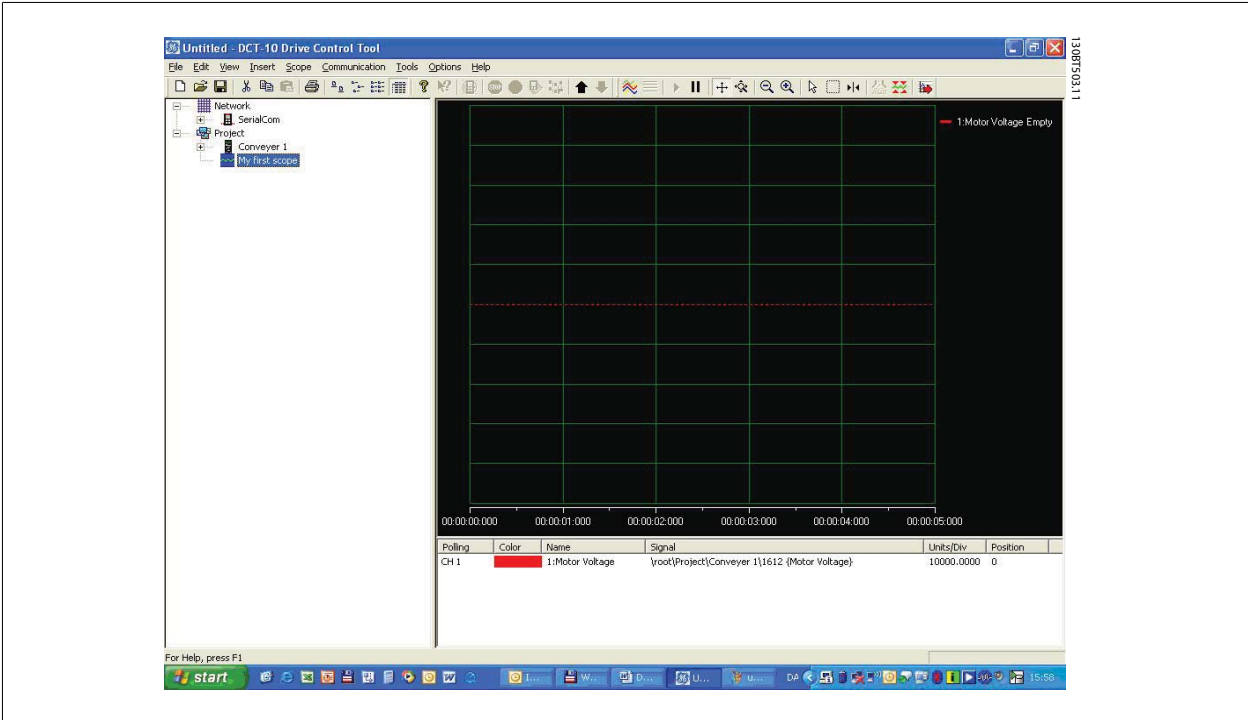 Untitled - DCT-10 Drive Control Tool
File Edit View Insert Scope Communication Tools Options Help
Network
SerialCom
Project
Conveyer 1
My first scope
1:Motor Voltage Empty
00:00:00:000 00:00:01:000 00:00:02:000 00:00:03:000 00:00:04:000 00:00:05:000
Polling Color Name Signal Units/Div Position
CH 1 1:Motor Voltage \root\Project\Conveyer 1\1612 {Motor Voltage} 10000.0000 0
For Help, press F1
start I... W... D... U... u... DA 15:56
130BT503.11